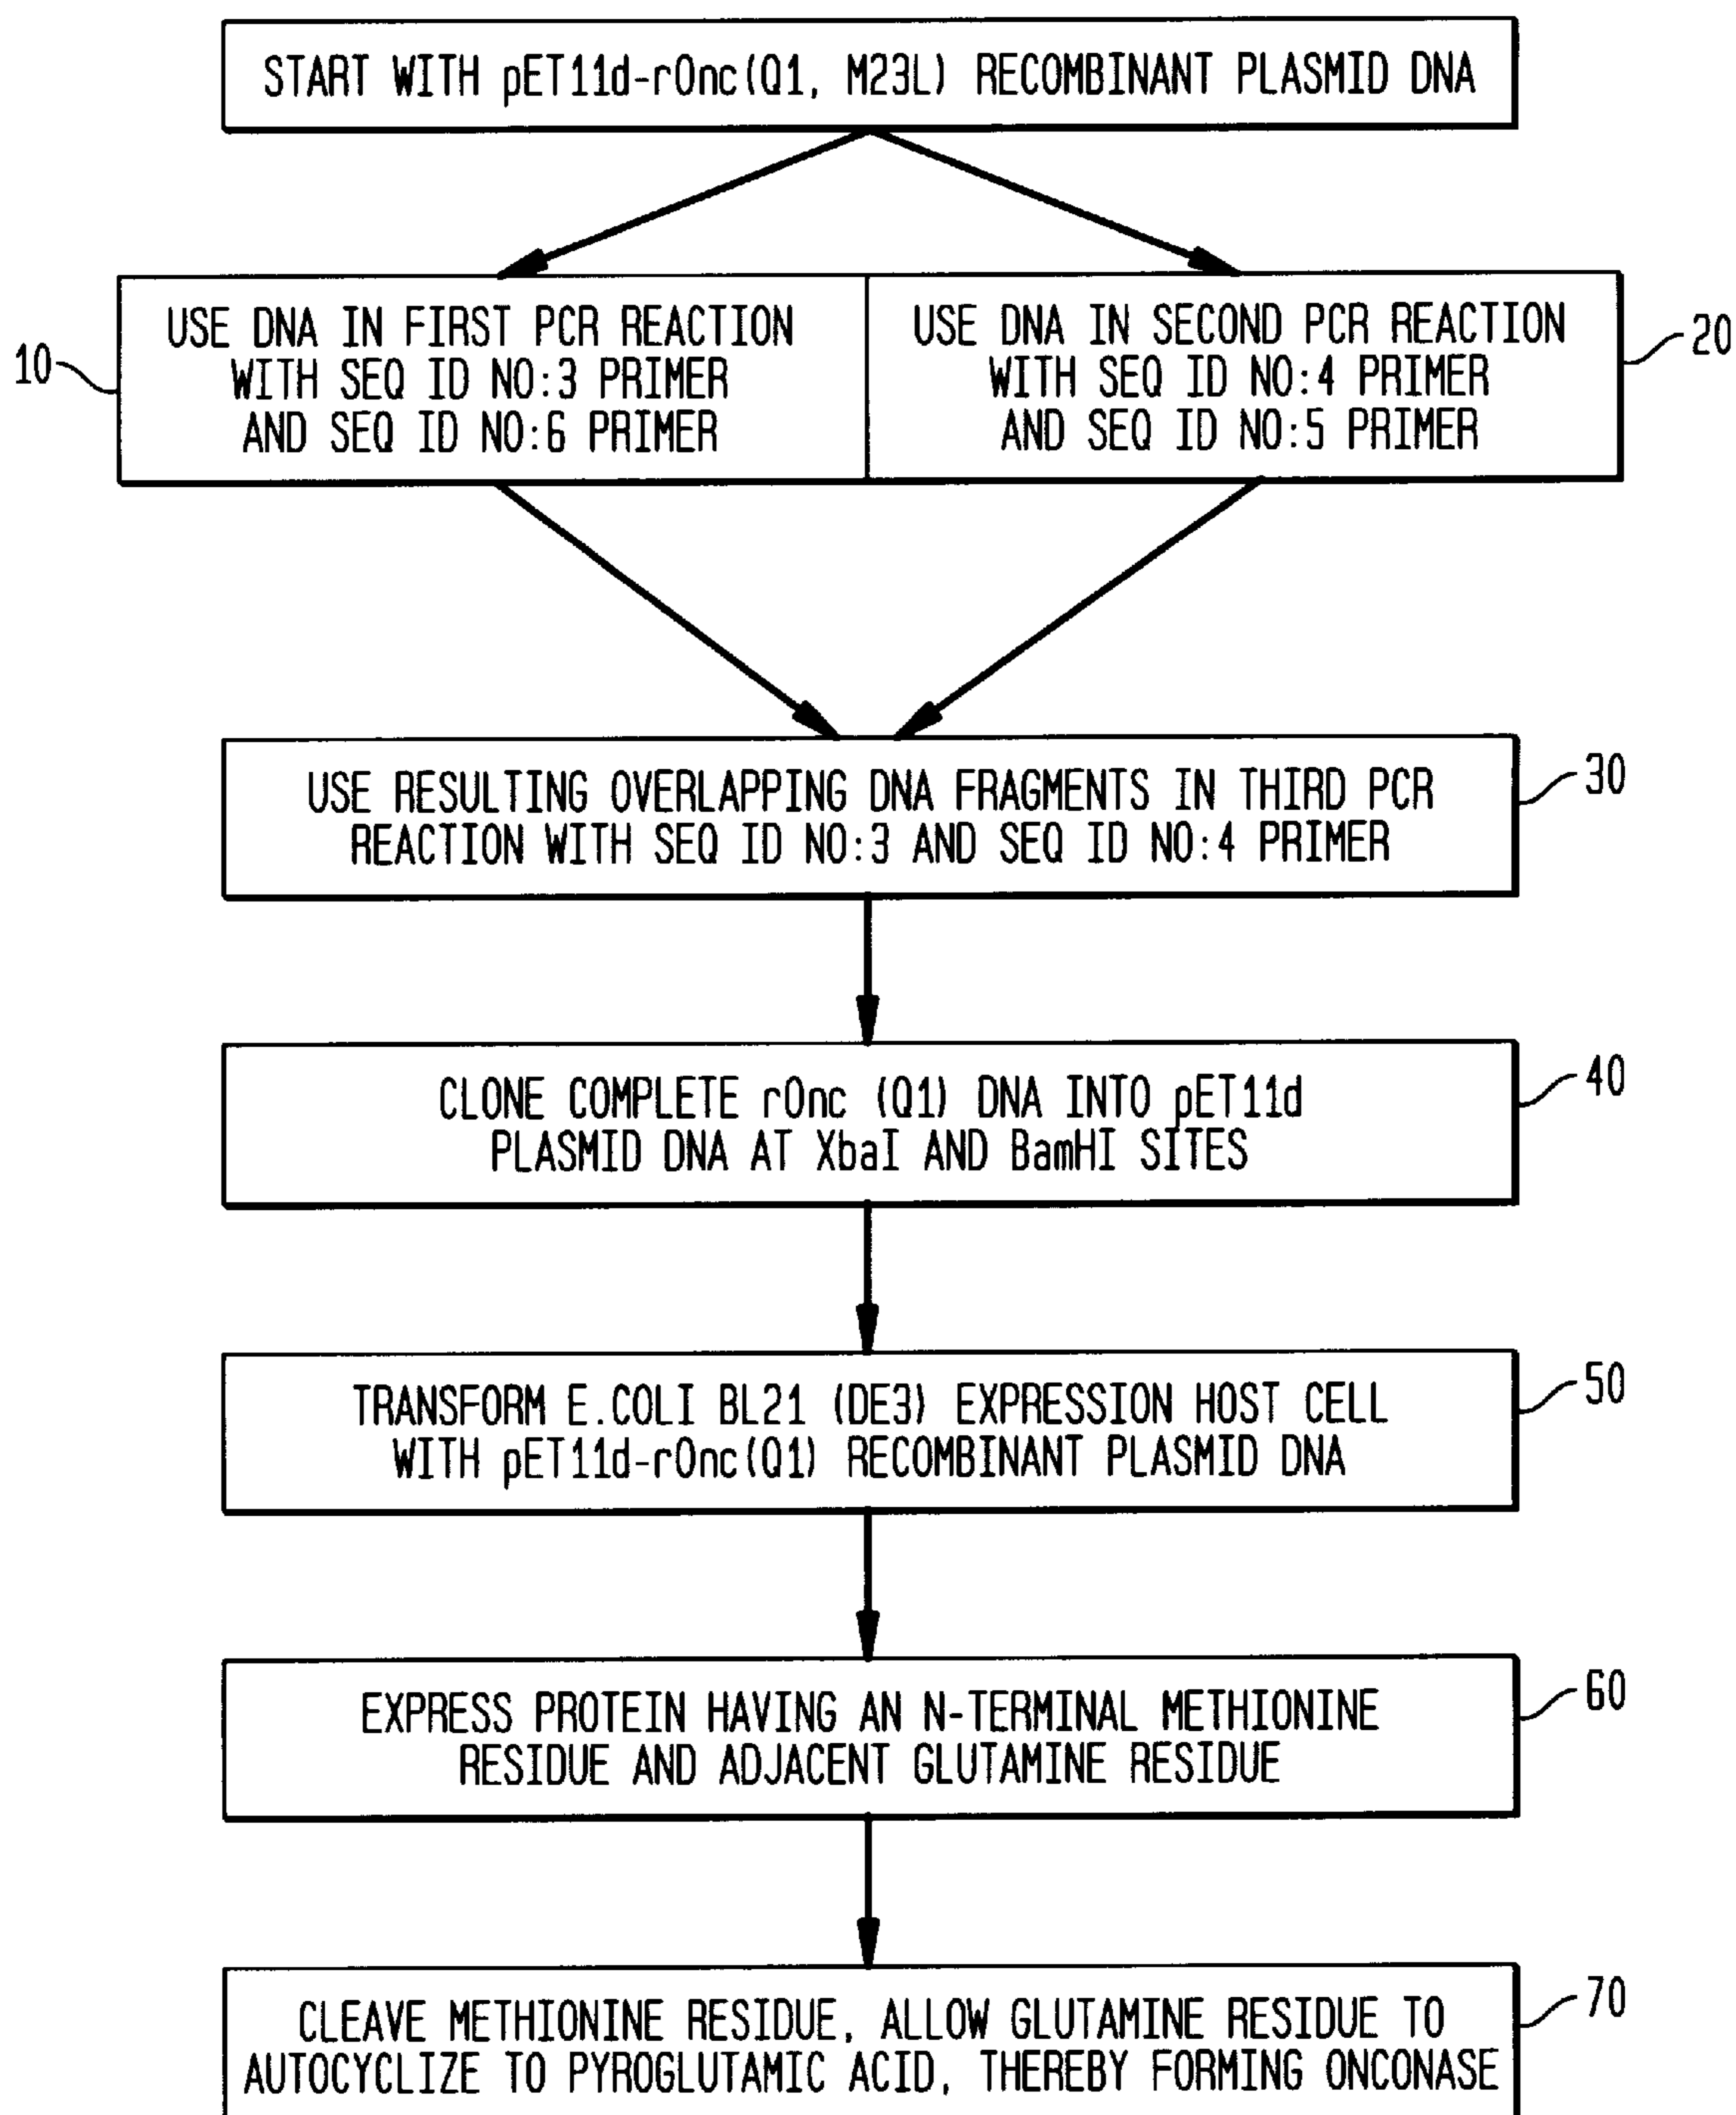 START WITH pET11d-rOnc(Q1, M23L) RECOMBINANT PLASMID DNA
10
USE DNA IN FIRST PCR REACTION
WITH SEQ ID NO:3 PRIMER
AND SEQ ID NO:6 PRIMER
USE DNA IN SECOND PCR REACTION
WITH SEQ ID NO:4 PRIMER
AND SEQ ID NO:5 PRIMER
20
USE RESULTING OVERLAPPING DNA FRAGMENTS IN THIRD PCR
REACTION WITH SEQ ID NO:3 AND SEQ ID NO:4 PRIMER
30
CLONE COMPLETE rOnc (Q1) DNA INTO pET11d
PLASMID DNA AT XbaI AND BamHI SITES
40
TRANSFORM E.COLI BL21 (DE3) EXPRESSION HOST CELL
WITH pET11d-rOnc(Q1) RECOMBINANT PLASMID DNA
50
EXPRESS PROTEIN HAVING AN N-TERMINAL METHIONINE
RESIDUE AND ADJACENT GLUTAMINE RESIDUE
60
CLEAVE METHIONINE RESIDUE, ALLOW GLUTAMINE RESIDUE TO
AUTOCYCLIZE TO PYROGLUTAMIC ACID, THEREBY FORMING ONCONASE
70